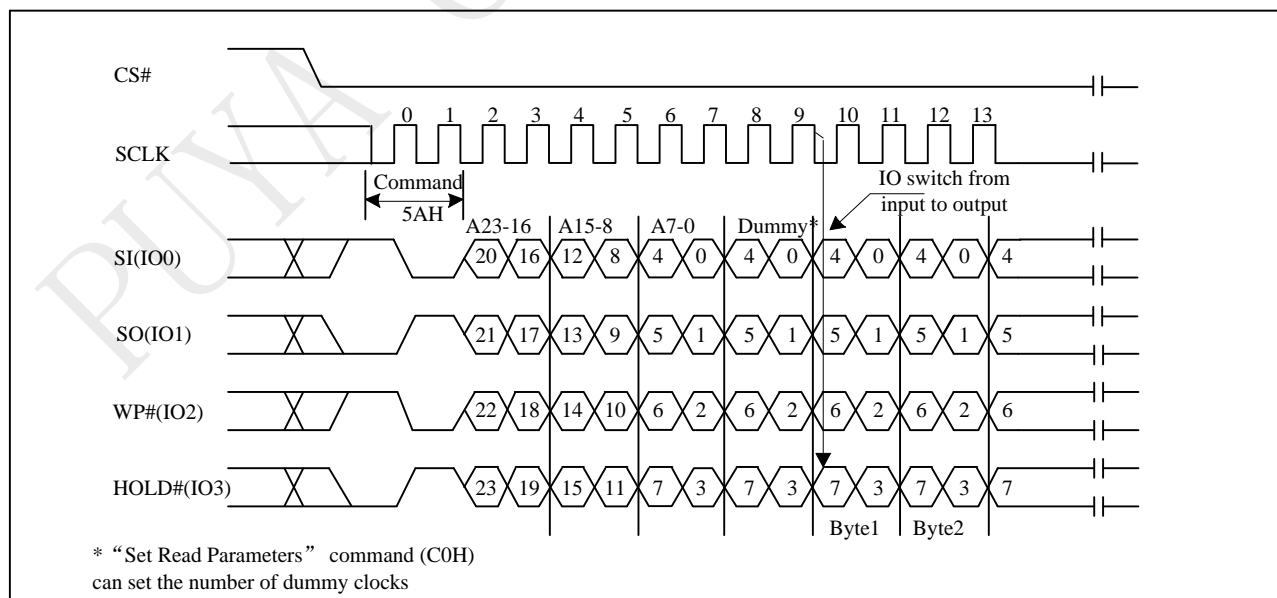 PUYA
CS#
0 1 2 3 4 5 6 7 8 9 10 11 12 13
SCLK
Command
5AH
IO switch from
input to output
A23-16 A15-8 A7-0 Dummy*
SI(IO0) 20 16 12 8 4 0 4 0 4 0 4 0 4
SO(IO1) 21 17 13 9 5 1 5 1 5 1 5 1 5
WP#(IO2) 22 18 14 10 6 2 6 2 6 2 6 2 6
HOLD#(IO3) 23 19 15 11 7 3 7 3 7 3 7 3 7
Byte1 Byte2
* “Set Read Parameters” command (C0H)
can set the number of dummy clocks